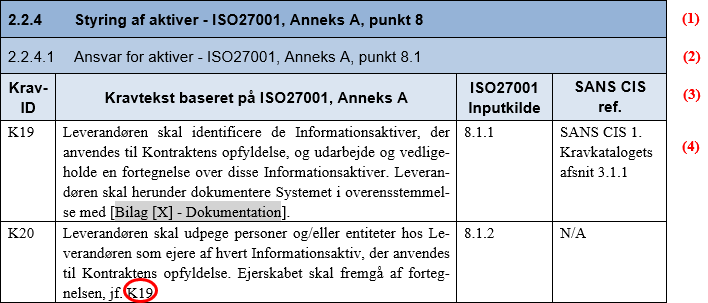 2.2.4 Styring af aktiver - ISO27001, Anneks A, punkt 8 (1)
2.2.4.1 Ansvar for aktiver - ISO27001, Anneks A, punkt 8.1 (2)
Krav-
ID
Kravtekst baseret på ISO27001, Anneks A
ISO27001
Inputkilde
SANS CIS
ref.
(3)
K19
Leverandøren skal identificere de Informationsaktiver, der
anvendes til Kontraktens opfyldelse, og udarbejde og vedlige-
holde en fortegnelse over disse Informationsaktiver. Leveran-
døren skal herunder dokumentere Systemet i overensstemmel-
se med [Bilag [X] - Dokumentation].
8.1.1
SANS CIS 1.
Kravkatalogets
afsnit 3.1.1
(4)
K20
Leverandøren skal udpege personer og/eller entiteter hos Le-
verandøren som ejere af hvert Informationsaktiv, der anvendes
til Kontraktens opfyldelse. Ejerskabet skal fremgå af forteg-
nelsen, jf. K19
8.1.2
N/A